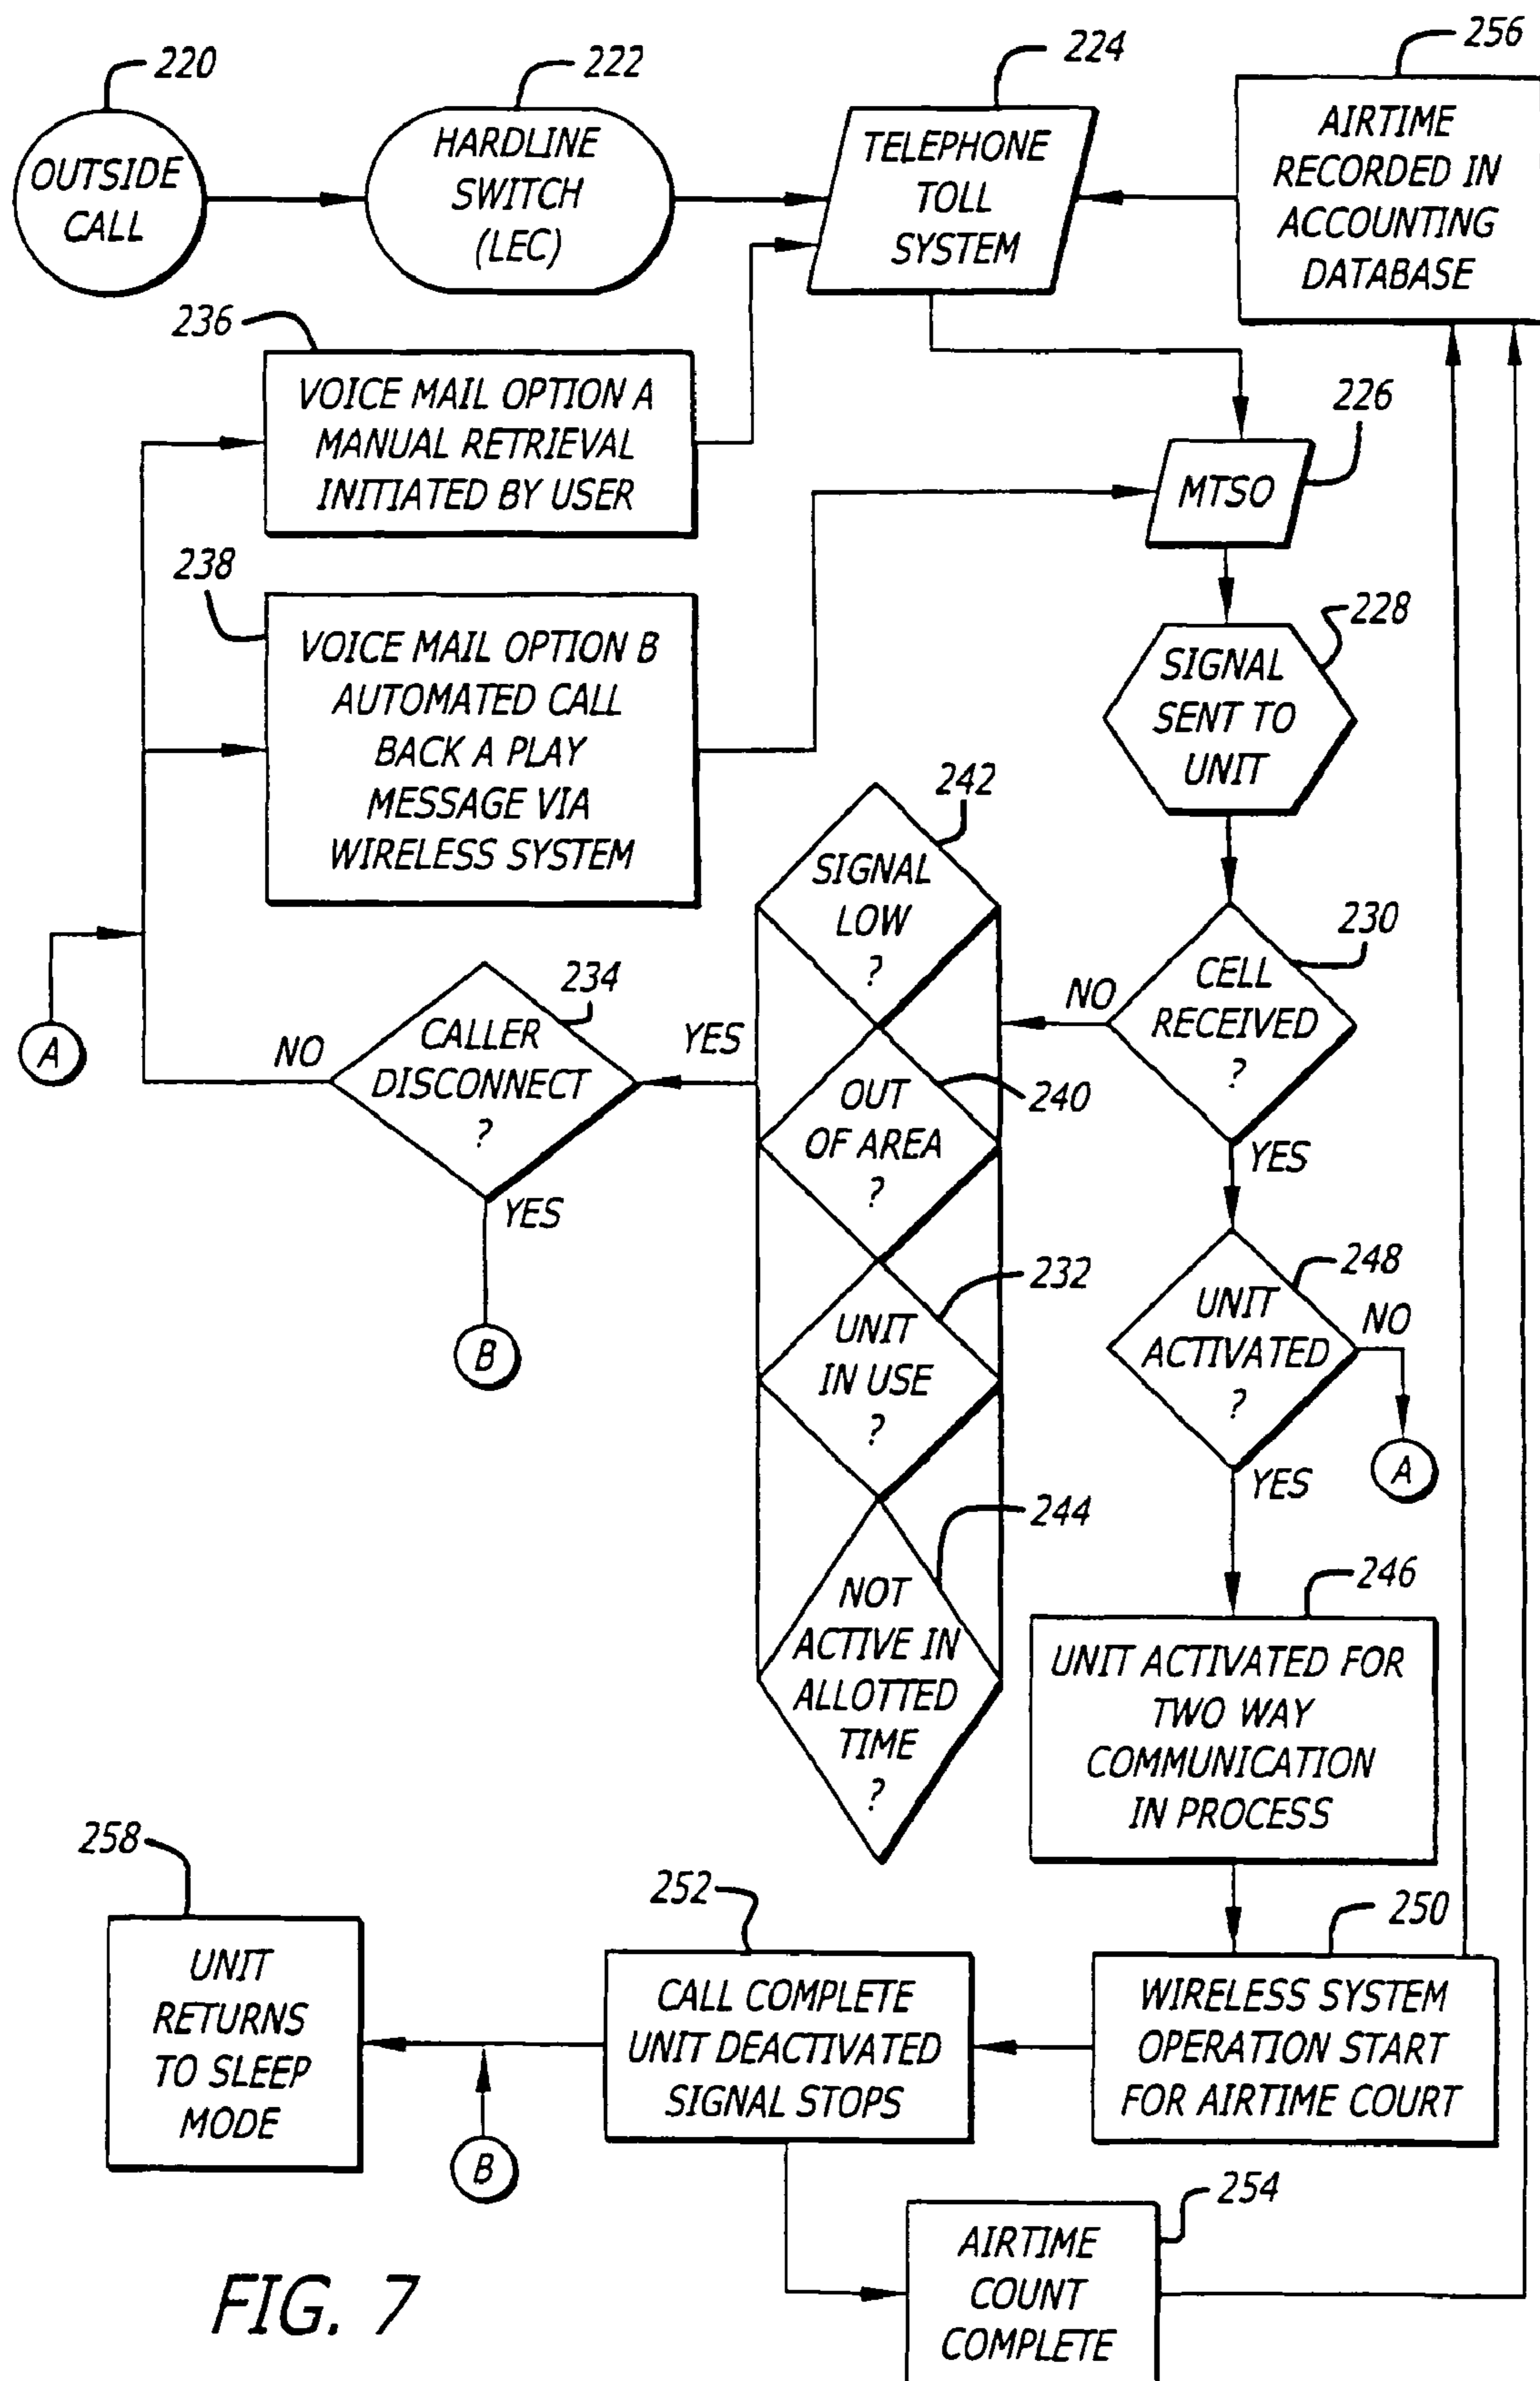 220
222
224
256
OUTSIDE
CALL
HARDLINE
SWITCH
(LEC)
TELEPHONE
TOLL
SYSTEM
AIRTIME
RECORDED IN
ACCOUNTING
DATABASE
236
VOICE MAIL OPTION A
MANUAL RETRIEVAL
INITIATED BY USER
226
MTSO
238
VOICE MAIL OPTION B
AUTOMATED CALL
BACK A PLAY
MESSAGE VIA
WIRELESS SYSTEM
228
SIGNAL
SENT TO
UNIT
242
SIGNAL
LOW
?
230
CELL
RECEIVED
?
NO
YES
A
234
CALLER
DISCONNECT
?
NO
YES
YES
B
240
OUT
OF AREA
?
232
UNIT
IN USE
?
248
UNIT
ACTIVATED
?
NO
A
YES
244
NOT
ACTIVE IN
ALLOTTED
TIME
?
246
UNIT ACTIVATED FOR
TWO WAY
COMMUNICATION
IN PROCESS
258
UNIT
RETURNS
TO SLEEP
MODE
252
CALL COMPLETE
UNIT DEACTIVATED
SIGNAL STOPS
250
WIRELESS SYSTEM
OPERATION START
FOR AIRTIME COURT
B
254
AIRTIME
COUNT
COMPLETE
FIG. 7